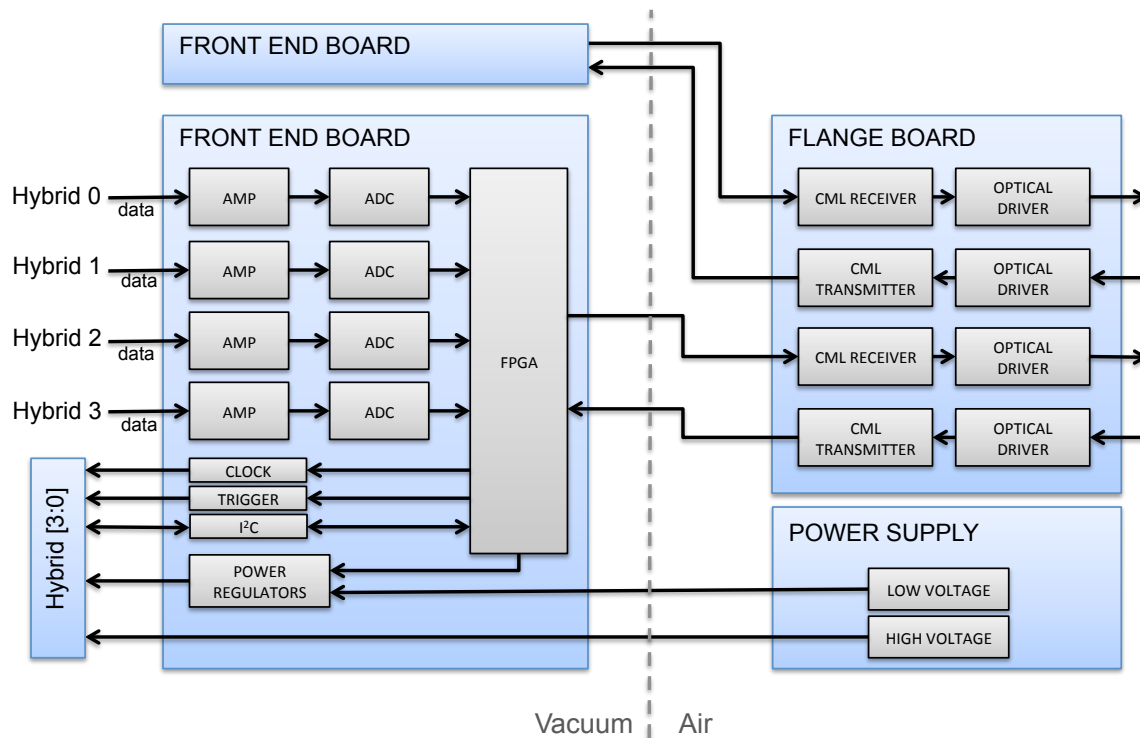 FRONT END BOARD
FRONT END BOARD
Hybrid 0
data
AMP
ADC
Hybrid 1
data
AMP
ADC
Hybrid 2
data
AMP
ADC
Hybrid 3
data
AMP
ADC
FPGA
CLOCK
TRIGGER
I²C
POWER
REGULATORS
Hybrid [3:0]
FLANGE BOARD
CML RECEIVER
OPTICAL
DRIVER
CML
TRANSMITTER
OPTICAL
DRIVER
CML RECEIVER
OPTICAL
DRIVER
CML
TRANSMITTER
OPTICAL
DRIVER
POWER SUPPLY
LOW VOLTAGE
HIGH VOLTAGE
Vacuum
Air